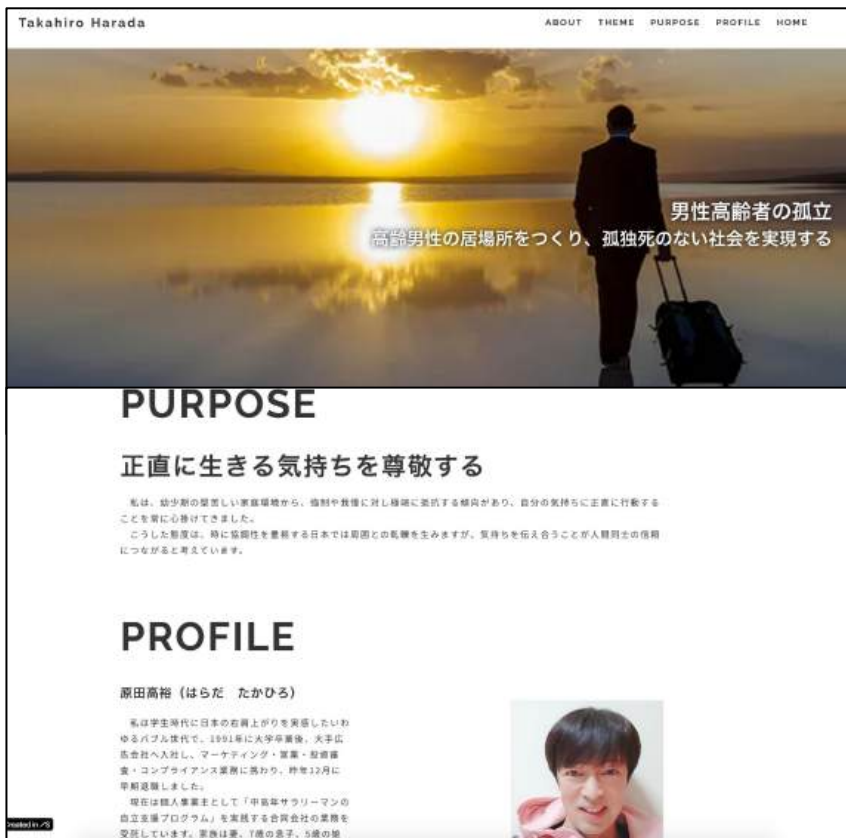 Takahiro Harada
ABOUT THEME PURPOSE PROFILE HOME
男性高齢者の孤立
高齢男性の居場所をつくり、孤独死のない社会を実現する
PURPOSE
正直に生きる気持ちを尊敬する
私は、幼少期の堅苦しい家庭環境から、強制や我慢に対し極端に抵抗する傾向があり、自分の気持ちに正直に行動する
ことを常に心掛けてきました。
こうした態度は、時に協調性を重視する日本では周囲との軋轢を生みますが、気持ちを伝え合うことが人間同士の信頼
につながると考えています。
PROFILE
原田高裕（はらだ たかひろ）
私は学生時代に日本の右肩上がりを実感したいわ
ゆるバブル世代で、1991年に大学卒業後、大手広
告会社へ入社し、マーケティング・営業・投資審
査・コンプライアンス業務に携わり、昨年12月に
早期退職しました。
現在は個人事業主として「中高年サラリーマンの
自立支援プログラム」を実践する合同会社の業務を
受託しています。家族は妻、7歳の息子、5歳の娘
Created in